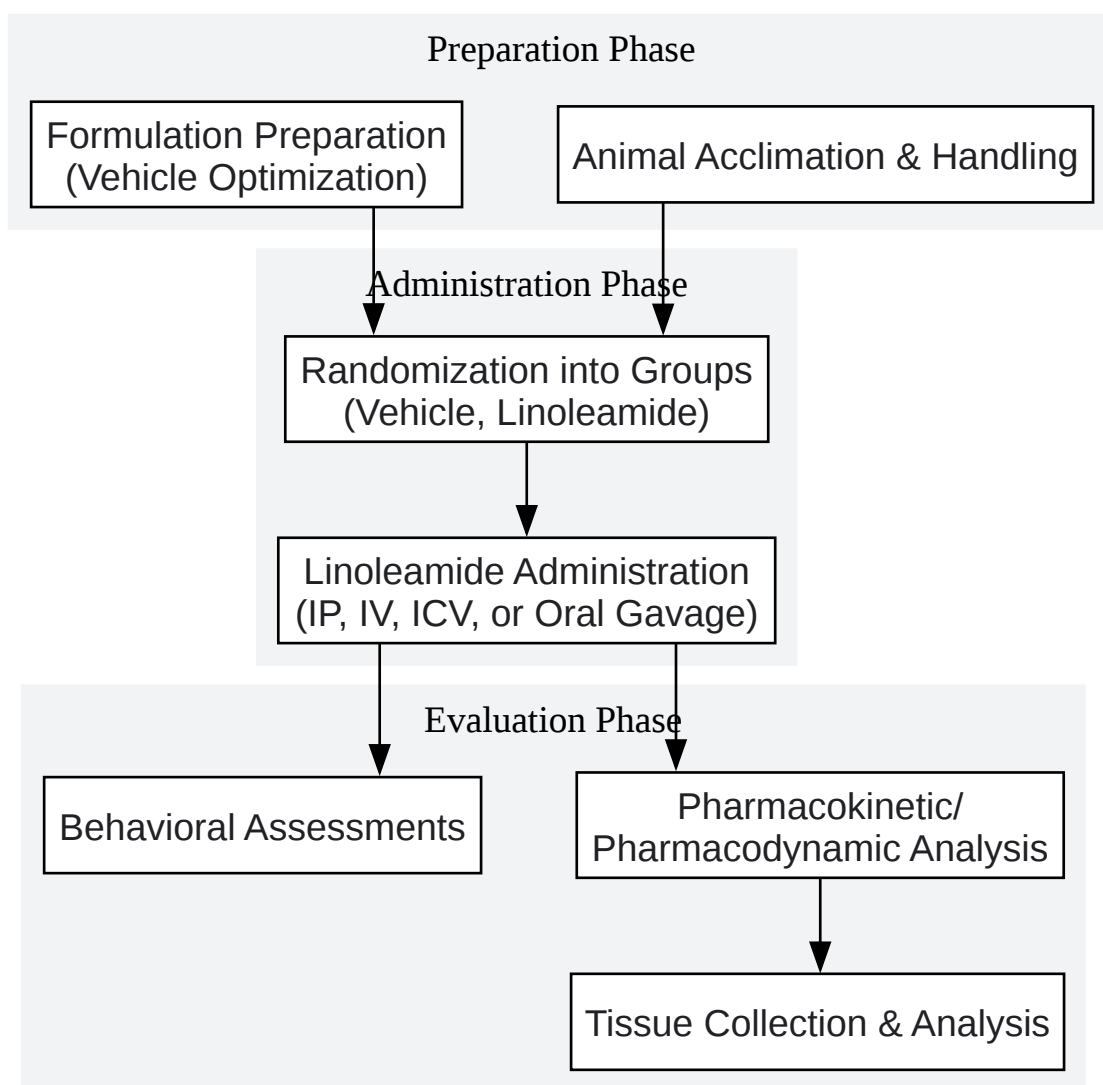 Preparation Phase
Formulation Preparation
(Vehicle Optimization)
Animal Acclimation & Handling
Administration Phase
Randomization into Groups
(Vehicle, Linoleamide)
Linoleamide Administration
(IP, IV, ICV, or Oral Gavage)
Evaluation Phase
Behavioral Assessments
Pharmacokinetic/
Pharmacodynamic Analysis
Tissue Collection & Analysis